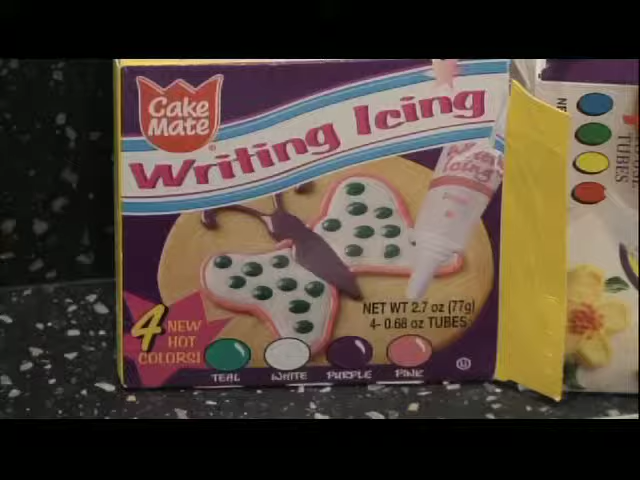 Cake
Mate
Writing Icing
NET WT 2.7 oz (77g)
4- 0.68 oz TUBES
4 NEW
HOT
COLORS!
TEAL WHITE PURPLE PINK
TUBES